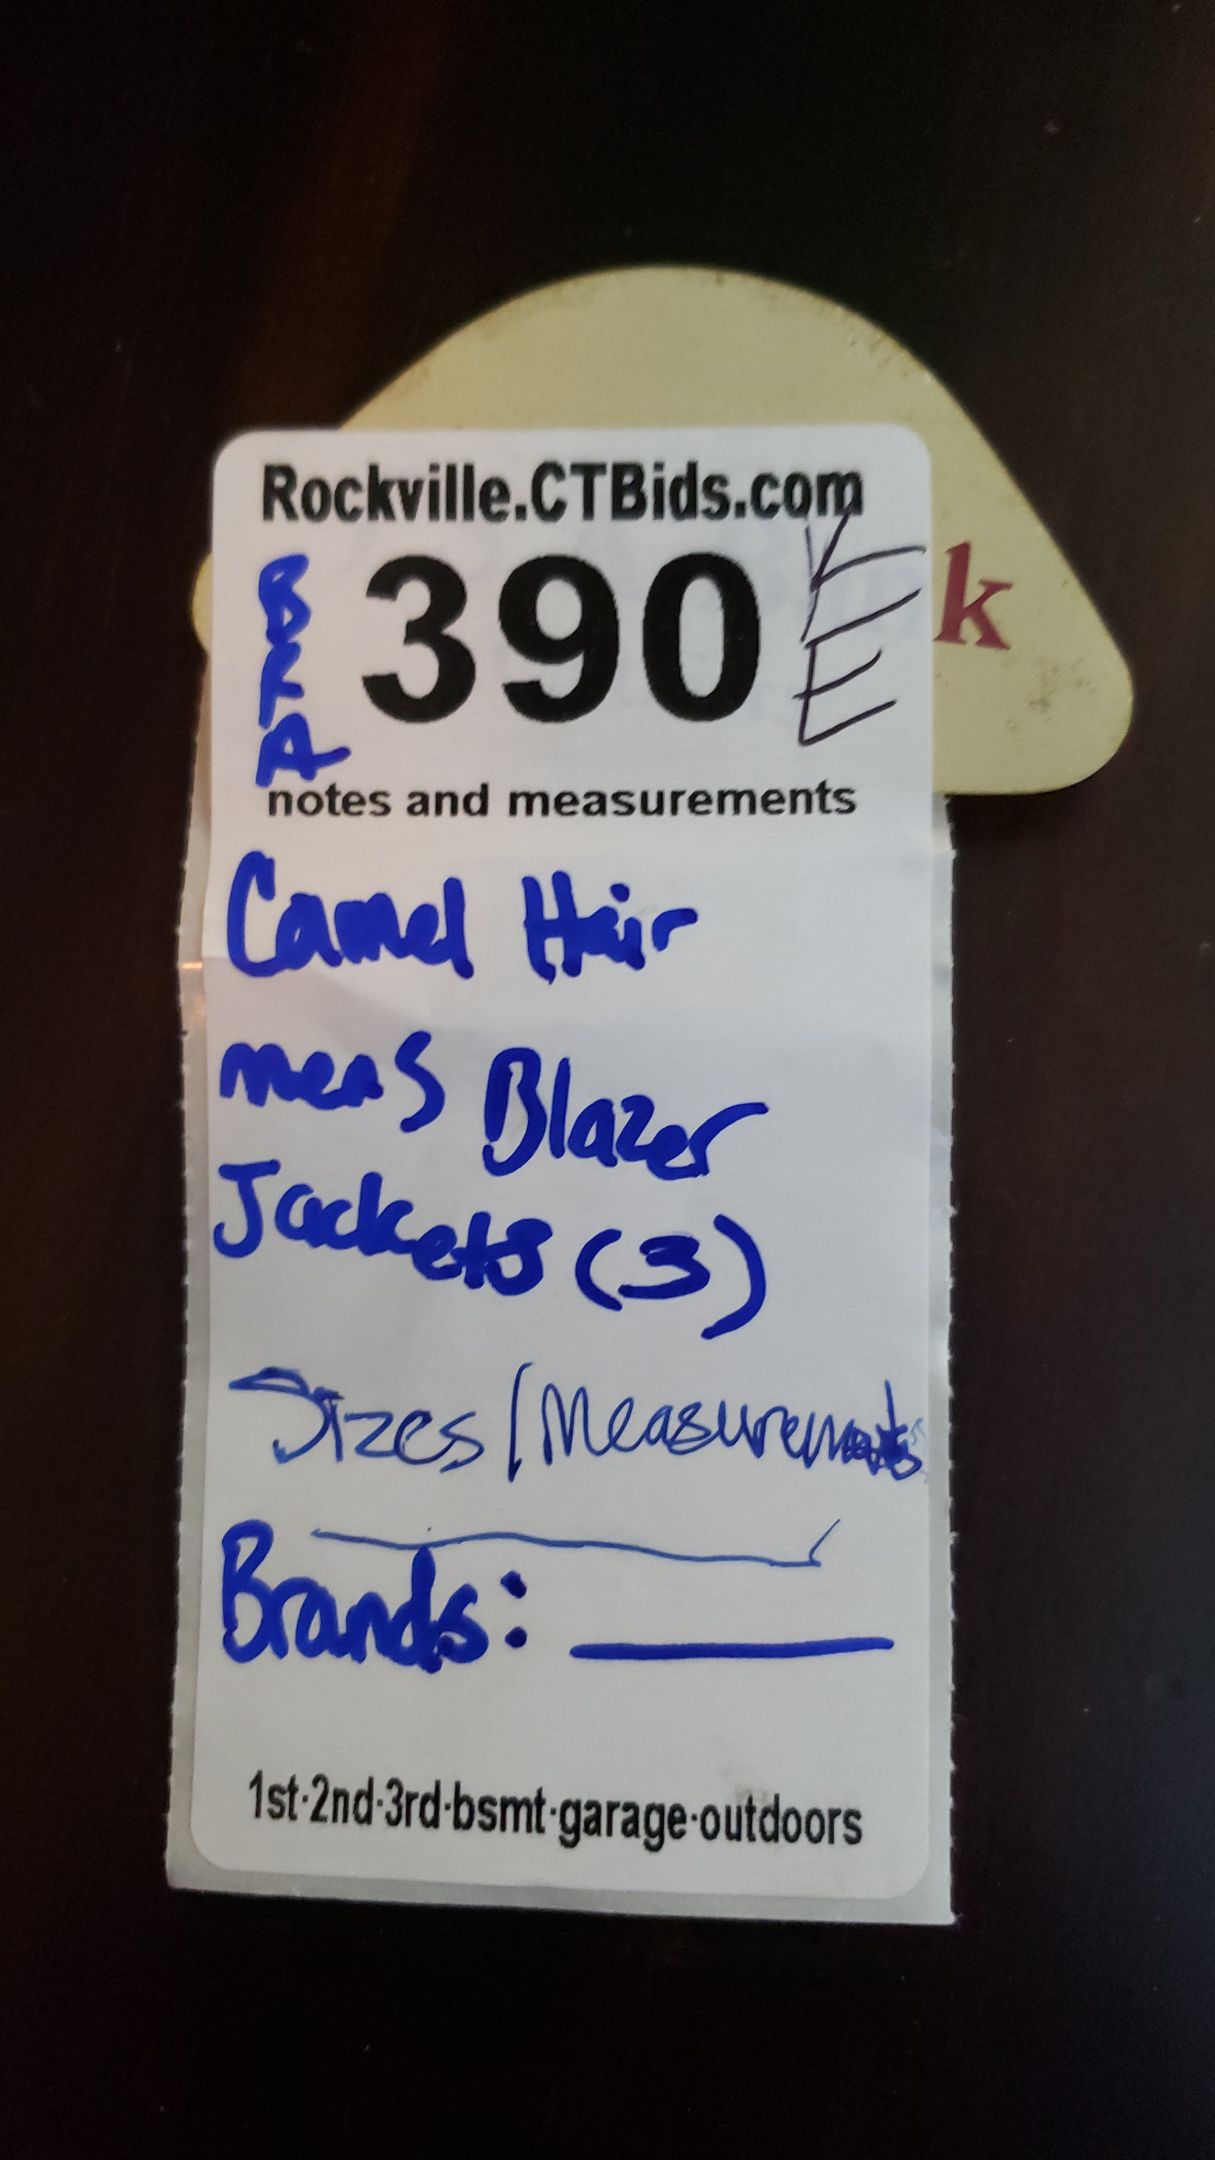 Rockville.CTBids.com
390
k
notes and measurements
Camel Hair
mens Blazer
Jackets (3)
Sizes/Measurements
Brands:
1st·2nd·3rd·bsmt·garage·outdoors